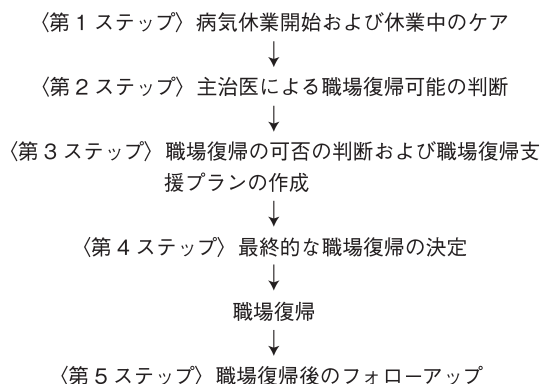 〈第1ステップ〉病気休業開始および休業中のケア
〈第2ステップ〉主治医による職場復帰可能の判断
〈第3ステップ〉職場復帰の可否の判断および職場復帰支
援プランの作成
〈第4ステップ〉最終的な職場復帰の決定
職場復帰
〈第5ステップ〉職場復帰後のフォローアップ